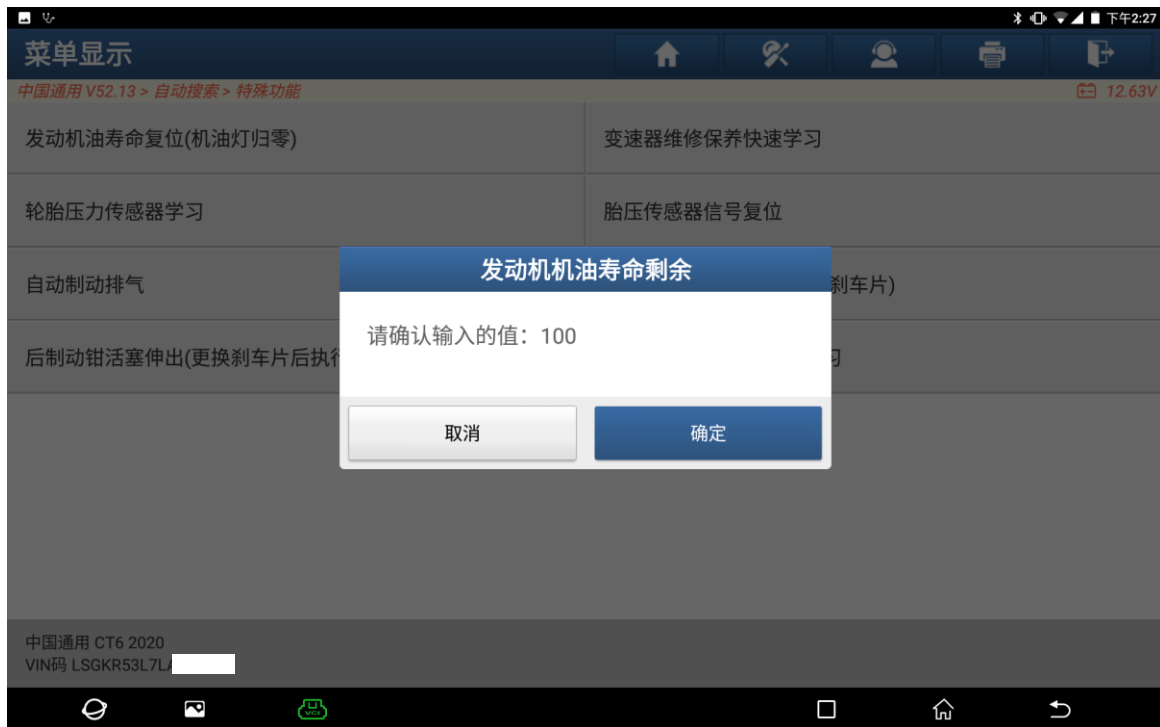 下午2:27
菜单显示
中国通用 V52.13 > 自动搜索 > 特殊功能
12.63V
发动机油寿命复位(机油灯归零)
变速器维修保养快速学习
轮胎压力传感器学习
胎压传感器信号复位
自动制动排气
刹车片)
后制动钳活塞伸出(更换刹车片后执行
习
发动机机油寿命剩余
请确认输入的值：100
取消
确定
中国通用 CT6 2020
VIN码 LSGKR53L7L
VCI